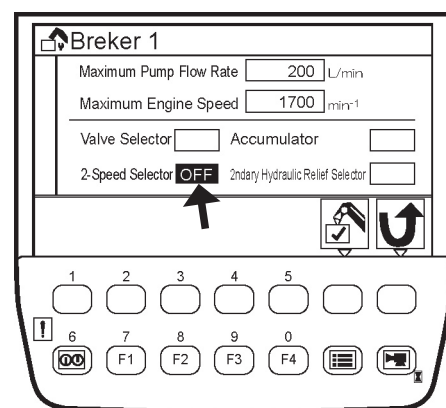 Breker 1
Maximum Pump Flow Rate 200 L/min
Maximum Engine Speed 1700 min-1
Valve Selector Accumulator
2-Speed Selector OFF 2ndary Hydraulic Relief Selector
1 2 3 4 5
6 7 8 9 0
F1 F2 F3 F4